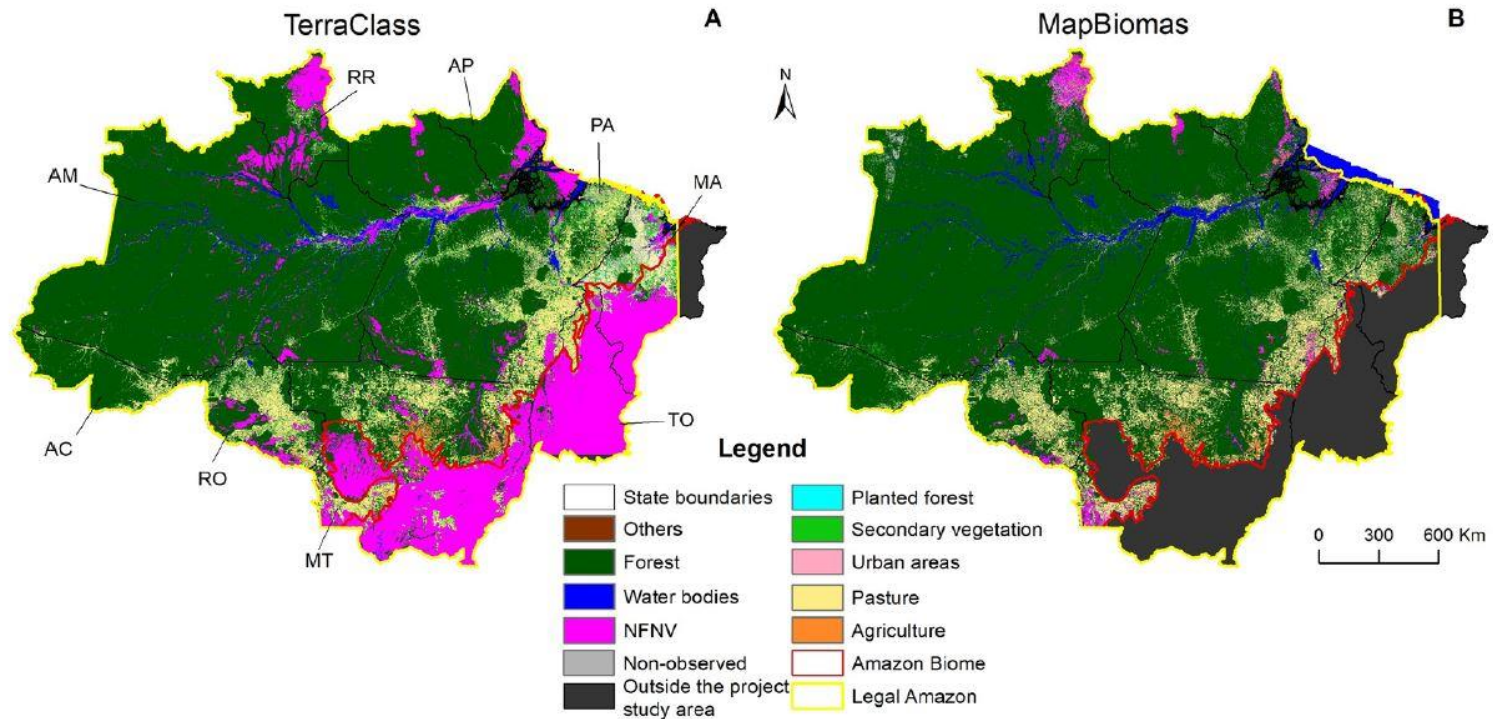 TerraClass
A
MapBiomas
B
N
RR
AP
PA
MA
AM
AC
RO
MT
TO
Legend
State boundaries
Others
Forest
Water bodies
NFNV
Non-observed
Outside the project
study area
Planted forest
Secondary vegetation
Urban areas
Pasture
Agriculture
Amazon Biome
Legal Amazon
0 300 600 Km